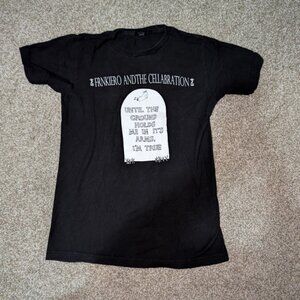 FRNKIERO ANDTHE CELLABRATION
UNTIL THE
GROUND
HOLDS
ME IN IT'S
ARMS,
I'M TRUE